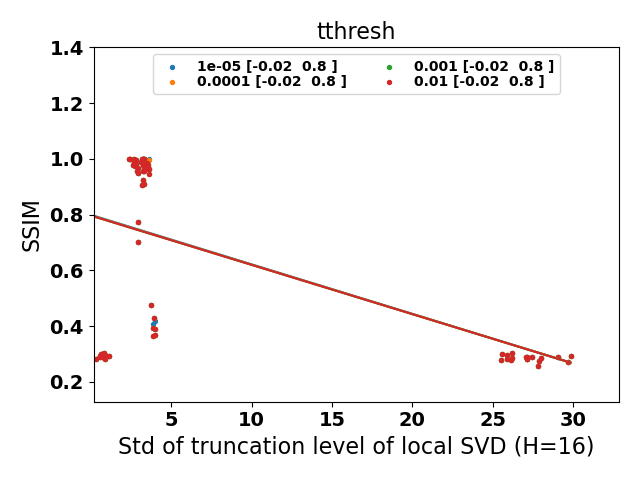 tthresh
1e-05 [-0.02  0.8 ]
0.0001 [-0.02  0.8 ]
0.001 [-0.02  0.8 ]
0.01 [-0.02  0.8 ]
1.4
1.2
1.0
0.8
0.6
0.4
0.2
SSIM
5 10 15 20 25 30
Std of truncation level of local SVD (H=16)